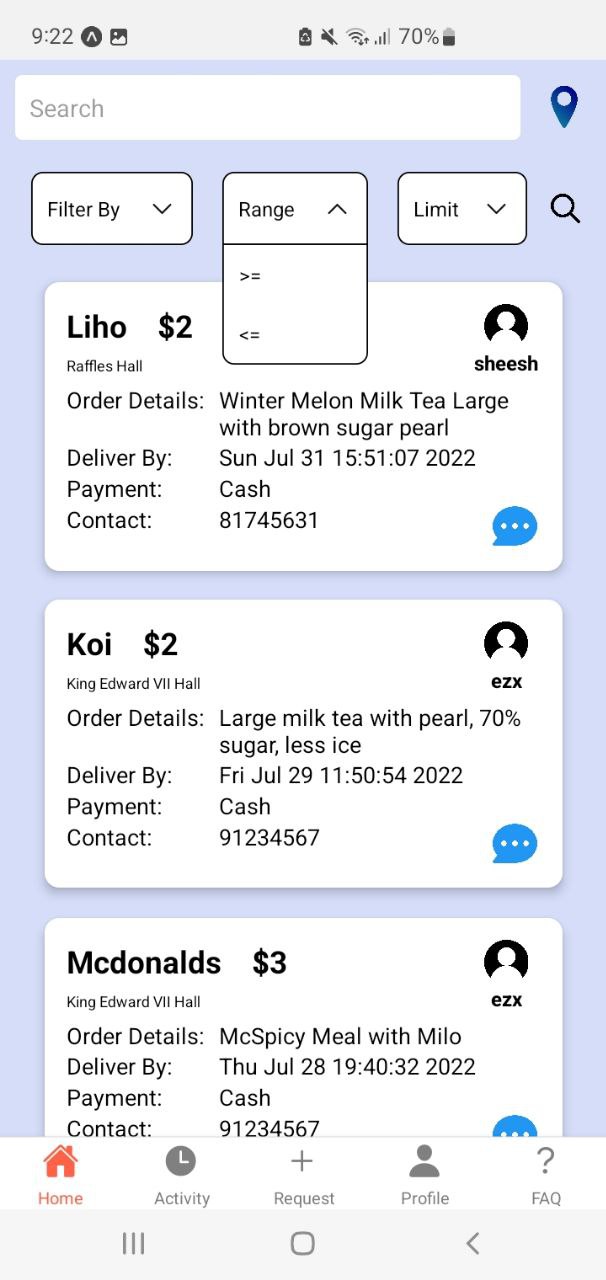 9:22 70%
Search
Filter By Range Limit
>=
<=
Liho $2
Raffles Hall
sheesh
Order Details: Winter Melon Milk Tea Large
with brown sugar pearl
Deliver By: Sun Jul 31 15:51:07 2022
Payment: Cash
Contact: 81745631
Koi $2
King Edward VII Hall
ezx
Order Details: Large milk tea with pearl, 70%
sugar, less ice
Deliver By: Fri Jul 29 11:50:54 2022
Payment: Cash
Contact: 91234567
Mcdonalds $3
King Edward VII Hall
ezx
Order Details: McSpicy Meal with Milo
Deliver By: Thu Jul 28 19:40:32 2022
Payment: Cash
Contact: 91234567
Home Activity Request Profile FAQ